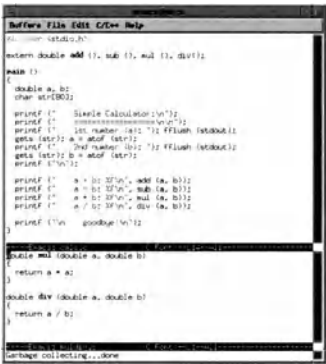 Buffers File Edit C/C++ Help
<stdio.h>
extern double add (), sub (), mul (), div();
main ()
{
double a, b;
char str[80];
printf (" Simple Calculator:\n");
printf (" ==================\n\n");
printf (" 1st number (a): "); fflush (stdout);
gets (str); a = atof (str);
printf (" 2nd number (b): "); fflush (stdout);
gets (str); b = atof (str);
printf ("\n");
printf (" a + b: %f\n", add (a, b));
printf (" a - b: %f\n", sub (a, b));
printf (" a * b: %f\n", mul (a, b));
printf (" a / b: %f\n", div (a, b));
printf ("\n goodbye!\n");
}
double mul (double a, double b)
{
return a * a;
}
double div (double a, double b)
{
return a / b;
}
Garbage collecting...done